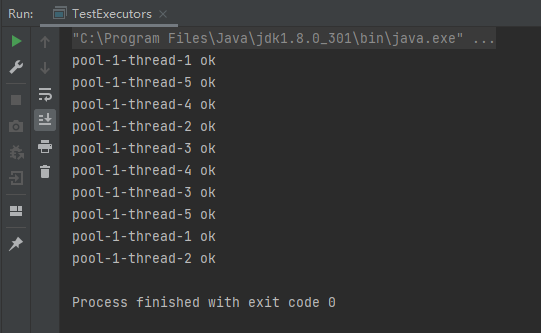 Run: TestExecutors
"C:\Program Files\Java\jdk1.8.0_301\bin\java.exe" ...
pool-1-thread-1 ok
pool-1-thread-5 ok
pool-1-thread-4 ok
pool-1-thread-2 ok
pool-1-thread-3 ok
pool-1-thread-4 ok
pool-1-thread-3 ok
pool-1-thread-5 ok
pool-1-thread-1 ok
pool-1-thread-2 ok
Process finished with exit code 0